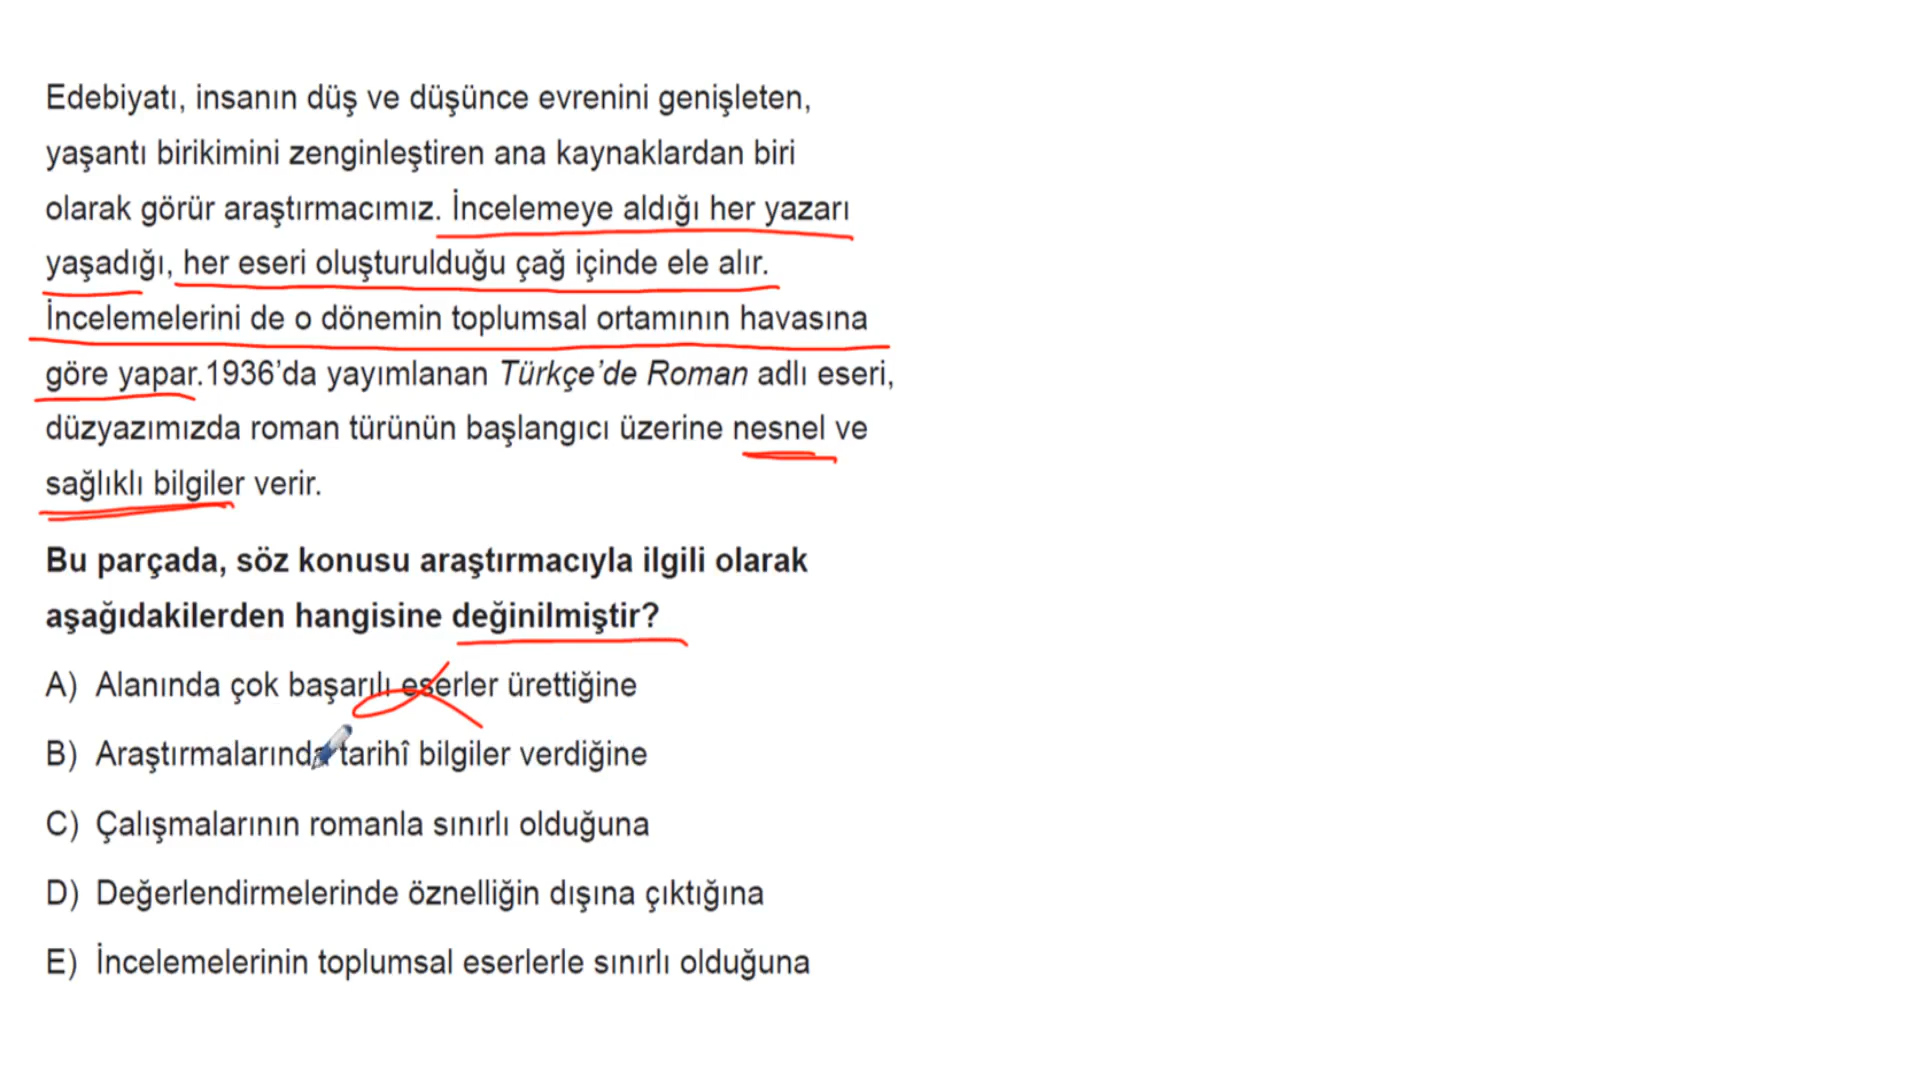 Edebiyatı, insanın düş ve düşünce evrenini genişleten,
yaşantı birikimini zenginleştiren ana kaynaklardan biri
olarak görür araştırmacımız. İncelemeye aldığı her yazarı
yaşadığı, her eseri oluşturulduğu çağ içinde ele alır.
İncelemelerini de o dönemin toplumsal ortamının havasına
göre yapar.1936’da yayımlanan Türkçe’de Roman adlı eseri,
düzyazımızda roman türünün başlangıcı üzerine nesnel ve
sağlıklı bilgiler verir.
Bu parçada, söz konusu araştırmacıyla ilgili olarak
aşağıdakilerden hangisine değinilmiştir?
A) Alanında çok başarılı eserler ürettiğine
B) Araştırmalarında tarihî bilgiler verdiğine
C) Çalışmalarının romanla sınırlı olduğuna
D) Değerlendirmelerinde öznelliğin dışına çıktığına
E) İncelemelerinin toplumsal eserlerle sınırlı olduğuna